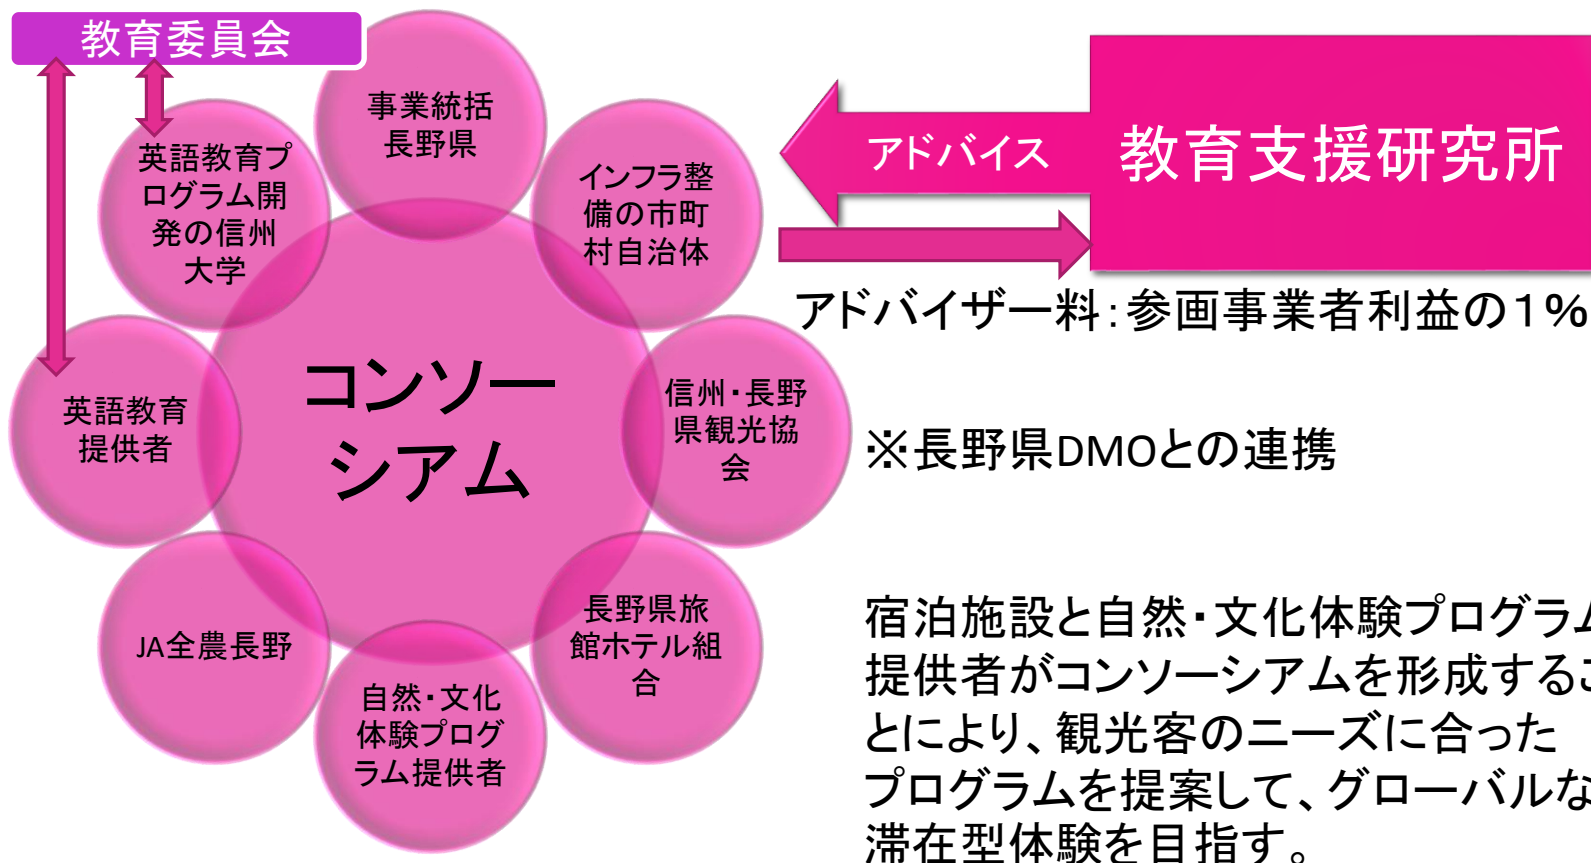 教育委員会
事業統括
長野県
英語教育プ
ログラム開
発の信州
大学
インフラ整
備の市町
村自治体
アドバイス
教育支援研究所
アドバイザー料：参画事業者利益の１％
コンソー
シアム
英語教育
提供者
信州・長野
県観光協
会
※長野県DMOとの連携
JA全農長野
長野県旅
館ホテル組
合
自然・文化
体験プログ
ラム提供者
宿泊施設と自然・文化体験プログラム
提供者がコンソーシアムを形成するこ
とにより、観光客のニーズに合った
プログラムを提案して、グローバルな
滞在型体験を目指す。